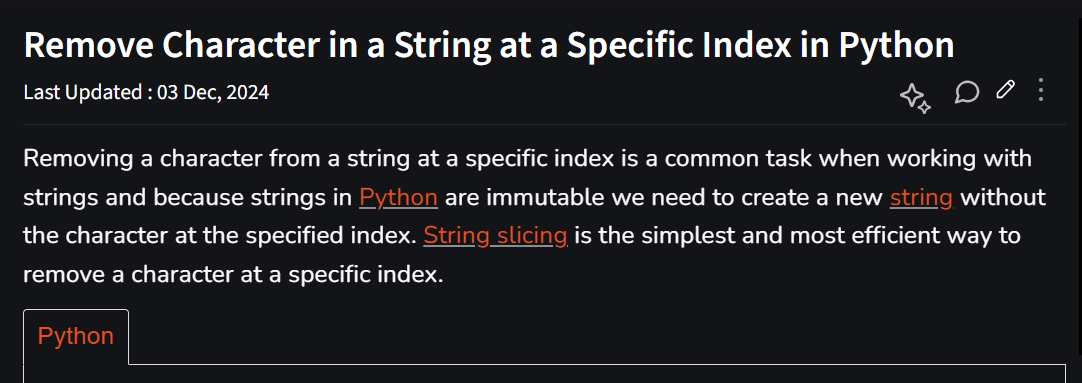 Remove Character in a String at a Specific Index in Python
Last Updated : 03 Dec, 2024
Removing a character from a string at a specific index is a common task when working with
strings and because strings in Python are immutable we need to create a new string without
the character at the specified index. String slicing is the simplest and most efficient way to
remove a character at a specific index.
Python